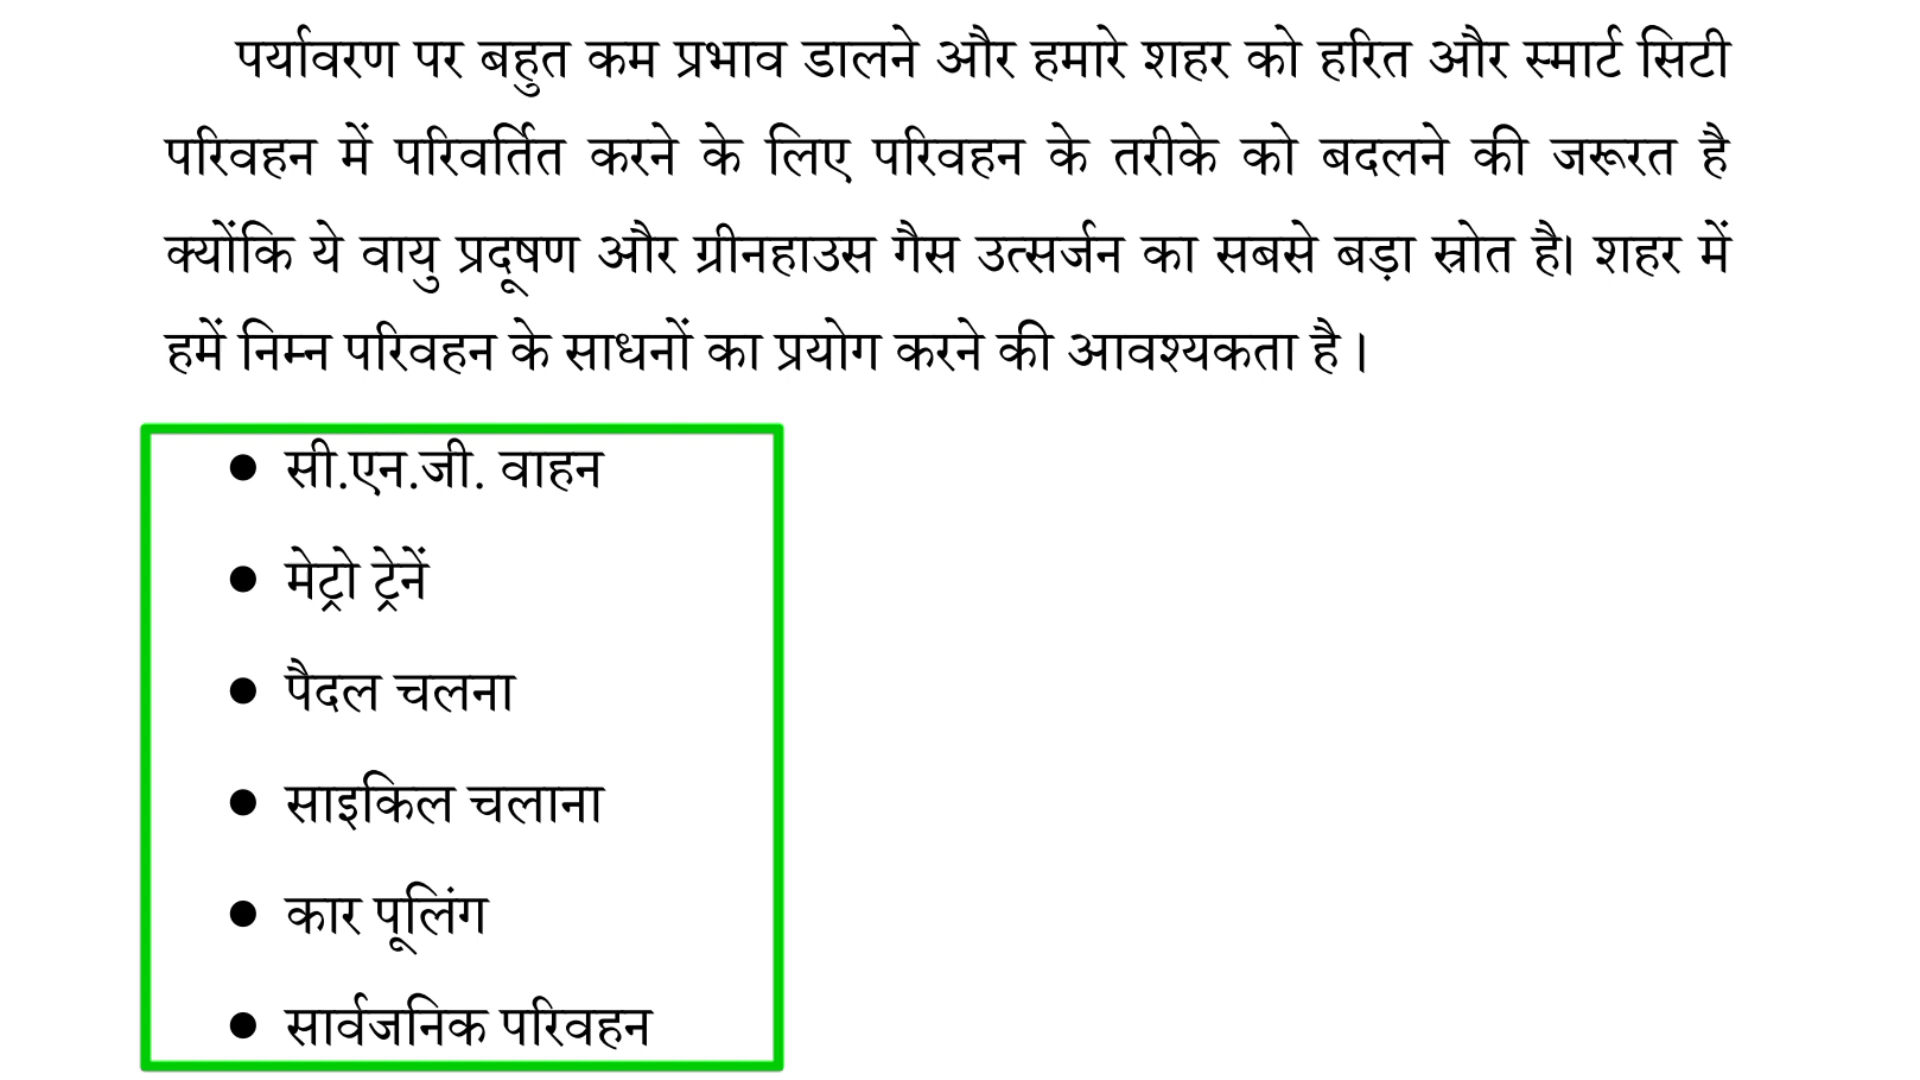 पर्यावरण पर बहुत कम प्रभाव डालने और हमारे शहर को हरित और स्मार्ट सिटी
परिवहन में परिवर्तित करने के लिए परिवहन के तरीके को बदलने की जरूरत है
क्योंकि ये वायु प्रदूषण और ग्रीनहाउस गैस उत्सर्जन का सबसे बड़ा स्रोत है। शहर में
हमें निम्न परिवहन के साधनों का प्रयोग करने की आवश्यकता है ।
● सी.एन.जी. वाहन
● मेट्रो ट्रेनें
● पैदल चलना
● साइकिल चलाना
● कार पूलिंग
● सार्वजनिक परिवहन